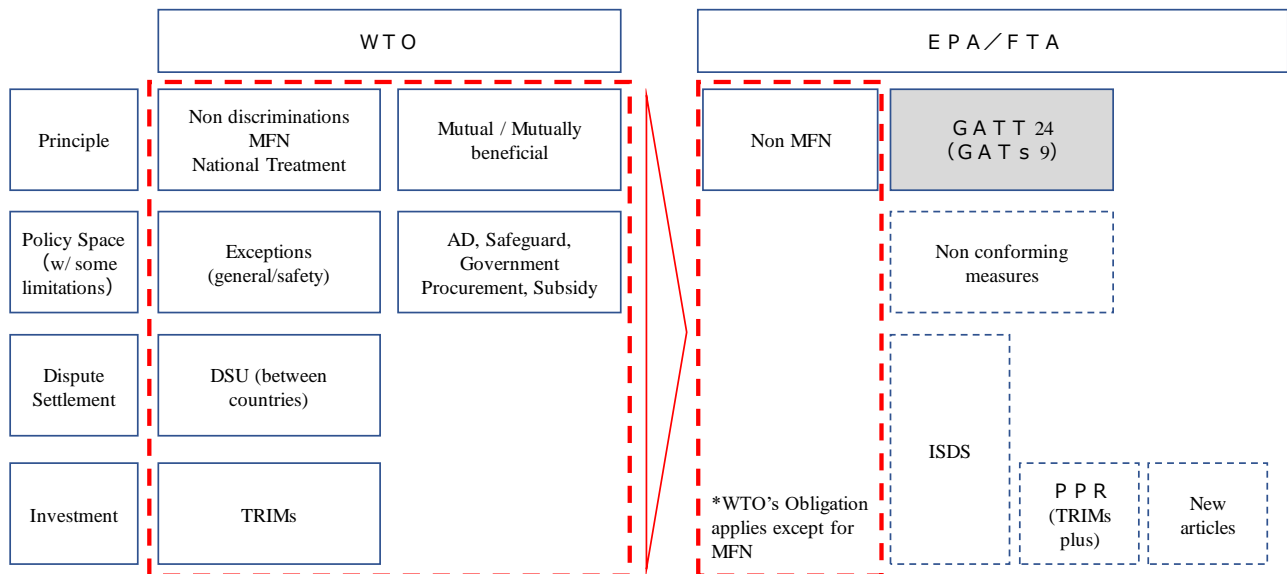 ＷＴＯ
ＥＰＡ／ＦＴＡ
Principle
Non discriminations
MFN
National Treatment
Mutual / Mutually
beneficial
Non MFN
ＧＡＴＴ 24
（ＧＡＴｓ 9）
Policy Space
（w/ some
limitations）
Exceptions
(general/safety)
AD, Safeguard,
Government
Procurement, Subsidy
Non conforming
measures
Dispute
Settlement
DSU (between
countries)
ISDS
Investment
TRIMs
*WTO's Obligation
applies except for
MFN
ＰＰＲ
(TRIMs
plus)
New
articles